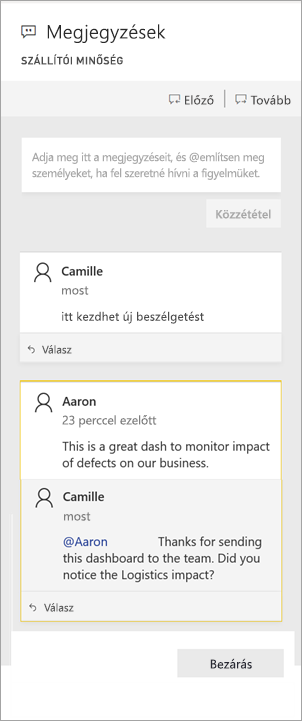 Megjegyzések
SZÁLLÍTÓI MINŐSÉG
Előző Tovább
Adja meg itt a megjegyzéseit, és @említsen meg
személyeket, ha fel szeretné hívni a figyelmüket.
Közzététel
Camille
most
itt kezdhet új beszélgetést
Válasz
Aaron
23 perccel ezelőtt
This is a great dash to monitor impact
of defects on our business.
Camille
most
@Aaron Thanks for sending
this dashboard to the team. Did you
notice the Logistics impact?
Válasz
Bezárás